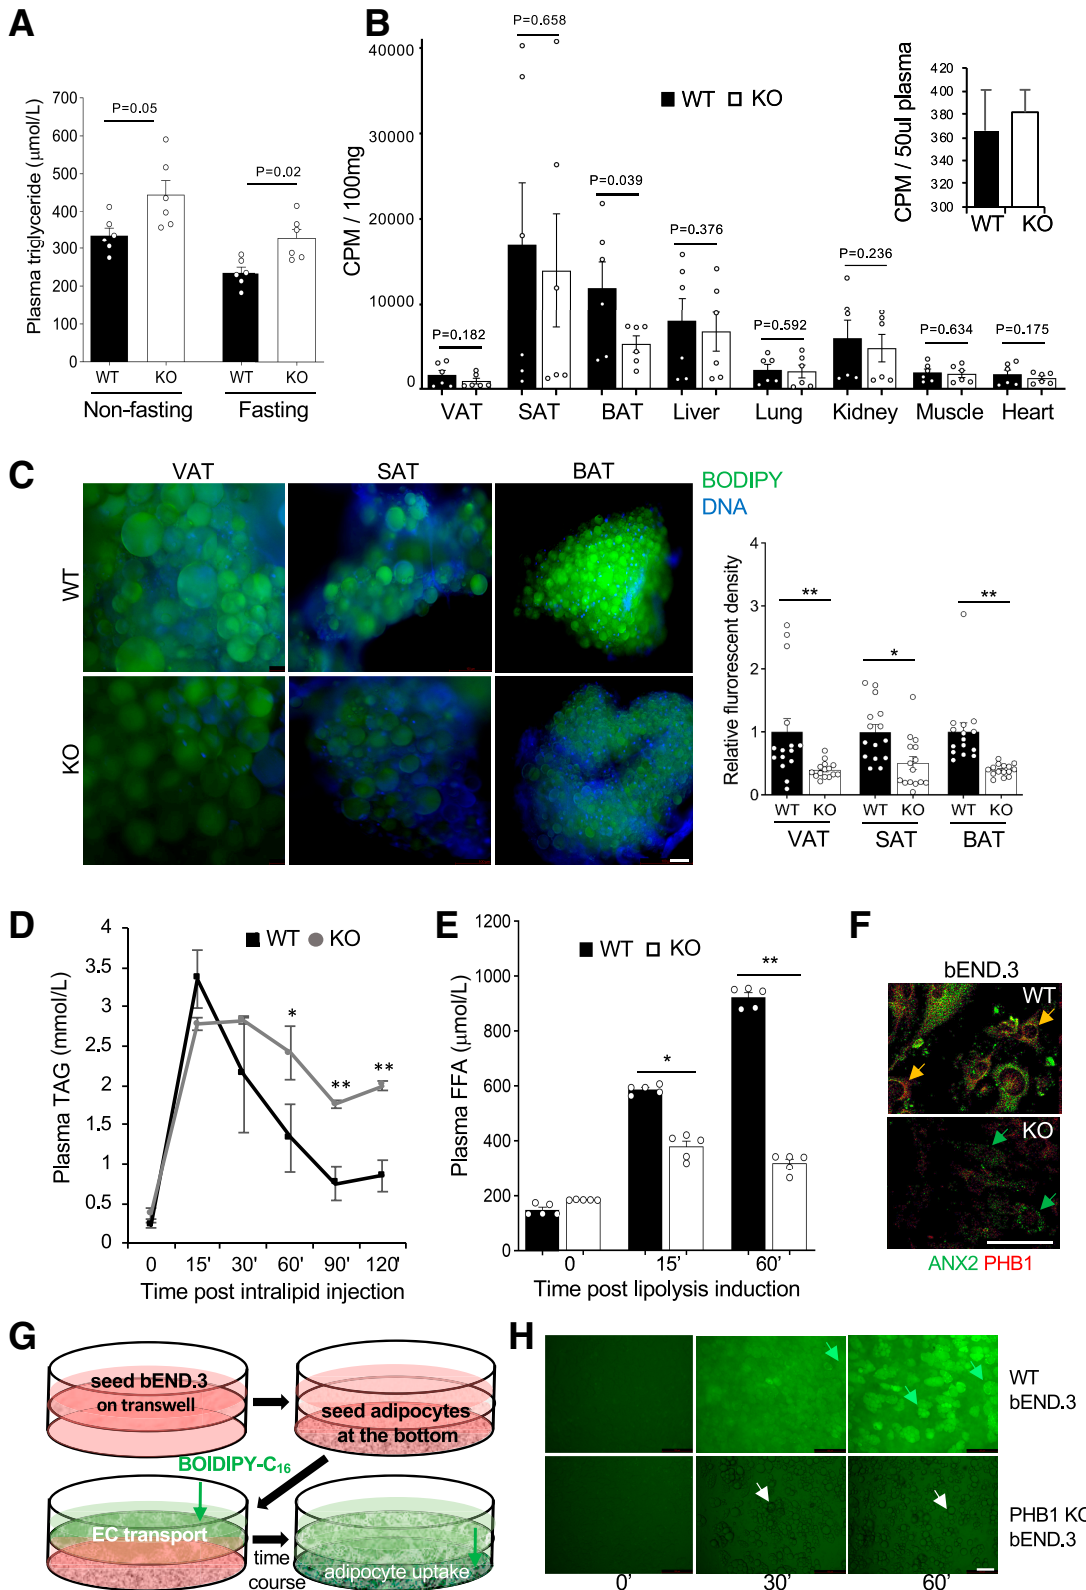 A
Plasma triglyceride (μmol/L)
700
600
500
400
300
200
100
0
P=0.05
P=0.02
WT
KO
WT
KO
Non-fasting
Fasting
B
CPM / 100mg
40000
30000
20000
10000
0
P=0.658
WT KO
P=0.182
P=0.039
P=0.376
P=0.592
P=0.236
P=0.634
P=0.175
VAT
SAT
BAT
Liver
Lung
Kidney
Muscle
Heart
CPM / 50ul plasma
420
400
380
360
340
320
300
WT
KO
C
VAT
SAT
BAT
WT
KO
BODIPY
DNA
Relative flurorescent density
4
3
2
1
0
**
*
**
WT KO
WT KO
WT KO
VAT
SAT
BAT
D
Plasma TAG (mmol/L)
4
3.5
3
2.5
2
1.5
1
0.5
0
WT KO
*
**
**
0 15' 30' 60' 90' 120'
Time post intralipid injection
E
Plasma FFA (μmol/L)
1200
1000
800
600
400
200
0
WT KO
*
**
0
15'
60'
Time post lipolysis induction
F
bEND.3
WT
KO
ANX2 PHB1
G
seed bEND.3
on transwell
seed adipocytes
at the bottom
BOIDIPY-C16
EC transport
time
course
adipocyte uptake
H
WT
bEND.3
PHB1 KO
bEND.3
0'
30'
60'